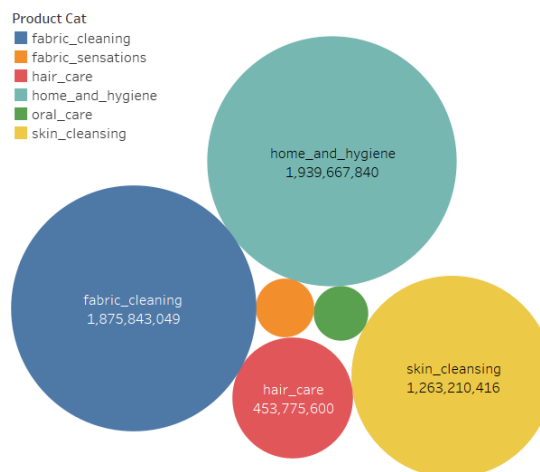 Product Cat
fabric_cleaning
fabric_sensations
hair_care
home_and_hygiene
oral_care
skin_cleansing
home_and_hygiene
1,939,667,840
fabric_cleaning
1,875,843,049
skin_cleansing
1,263,210,416
hair_care
453,775,600